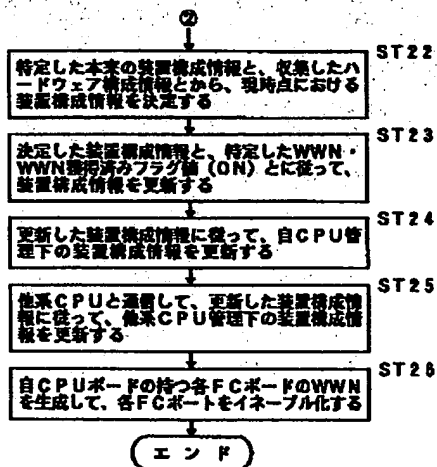 ②
ST22
特定した本来の装置構成情報と、収集したハ
ードウェア構成情報とから、現時点における
装置構成情報を決定する
ST23
決定した装置構成情報と、特定したWWN・
WWN獲得済みフラグ値(ON)とに従って、
装置構成情報を更新する
ST24
更新した装置構成情報に従って、自CPU管
理下の装置構成情報を更新する
ST25
他系CPUと通信して、更新した装置構成情
報に従って、他系CPU管理下の装置構成情報
を更新する
ST26
自CPUボードの持つ各FCボードのWWN
を生成して、各FCポートをイネーブル化する
エンド